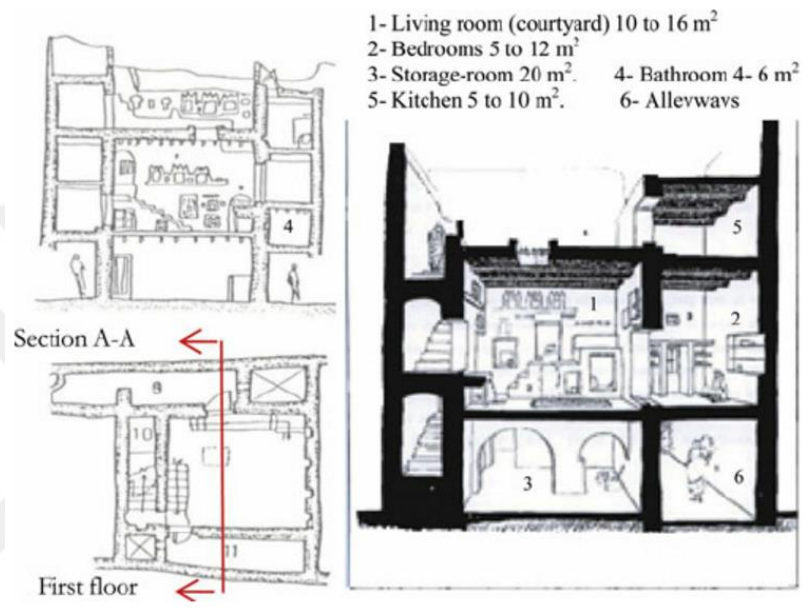 1- Living room (courtyard) 10 to 16 m²
2- Bedrooms 5 to 12 m²
3- Storage-room 20 m². 4- Bathroom 4- 6 m²
5- Kitchen 5 to 10 m². 6- Alleyways
4
Section A-A
8
10
11
First floor
5
1
2
3
6